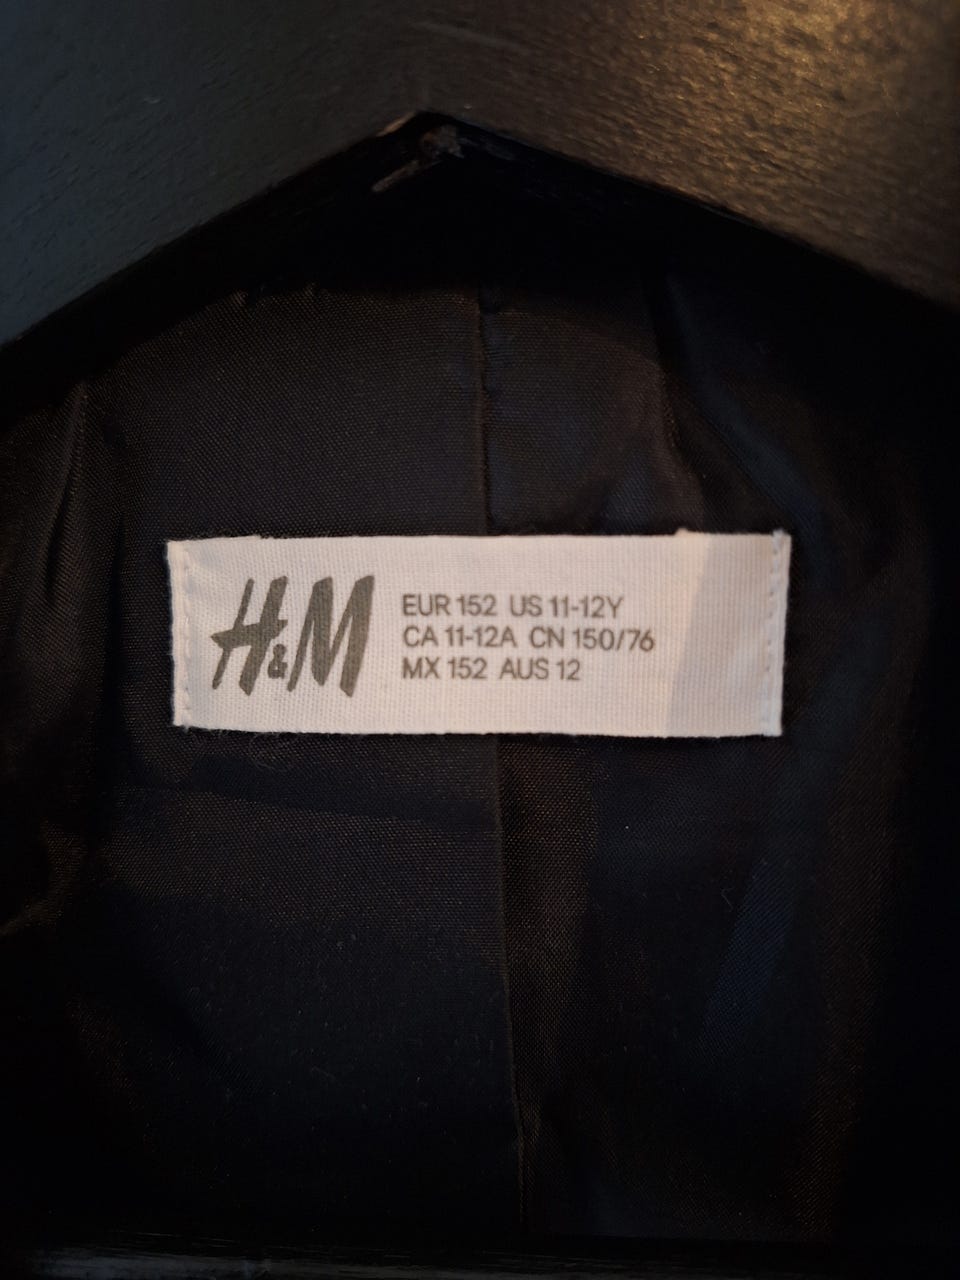 H&M
EUR 152 US 11-12Y
CA 11-12A CN 150/76
MX 152 AUS 12